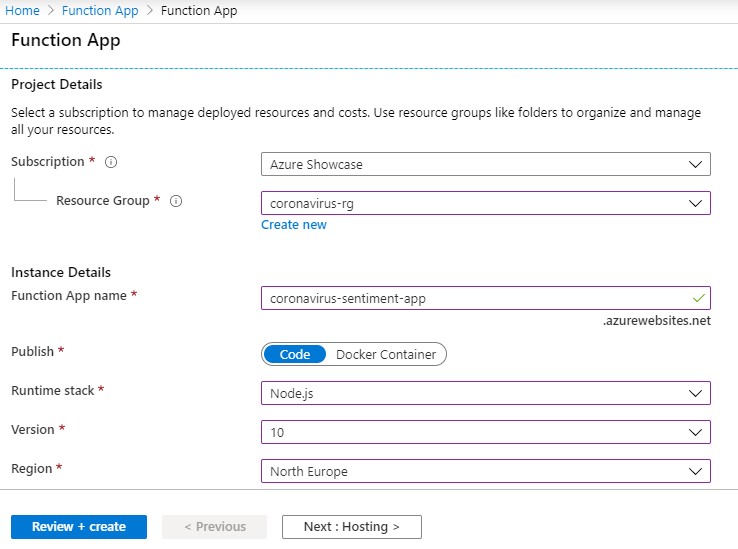 Home > Function App > Function App
Function App
Project Details
Select a subscription to manage deployed resources and costs. Use resource groups like folders to organize and manage
all your resources.
Subscription *
Azure Showcase
Resource Group *
coronavirus-rg
Create new
Instance Details
Function App name *
coronavirus-sentiment-app
.azurewebsites.net
Publish *
Code Docker Container
Runtime stack *
Node.js
Version *
10
Region *
North Europe
Review + create
< Previous
Next : Hosting >